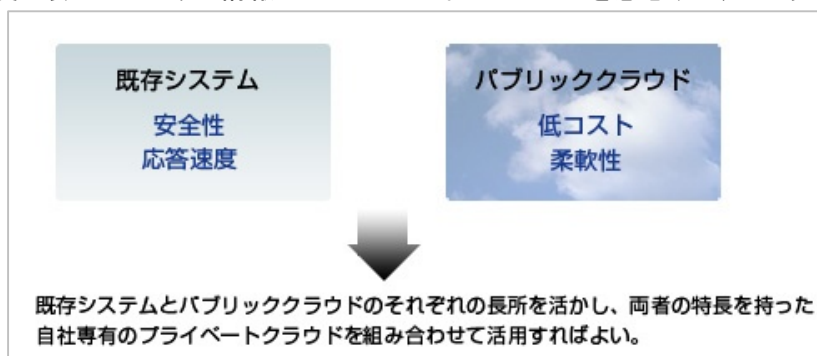 既存システム
安全性
応答速度
パブリッククラウド
低コスト
柔軟性
既存システムとパブリッククラウドのそれぞれの長所を活かし、両者の特長を持った
自社専有のプライベートクラウドを組み合わせて活用すればよい。